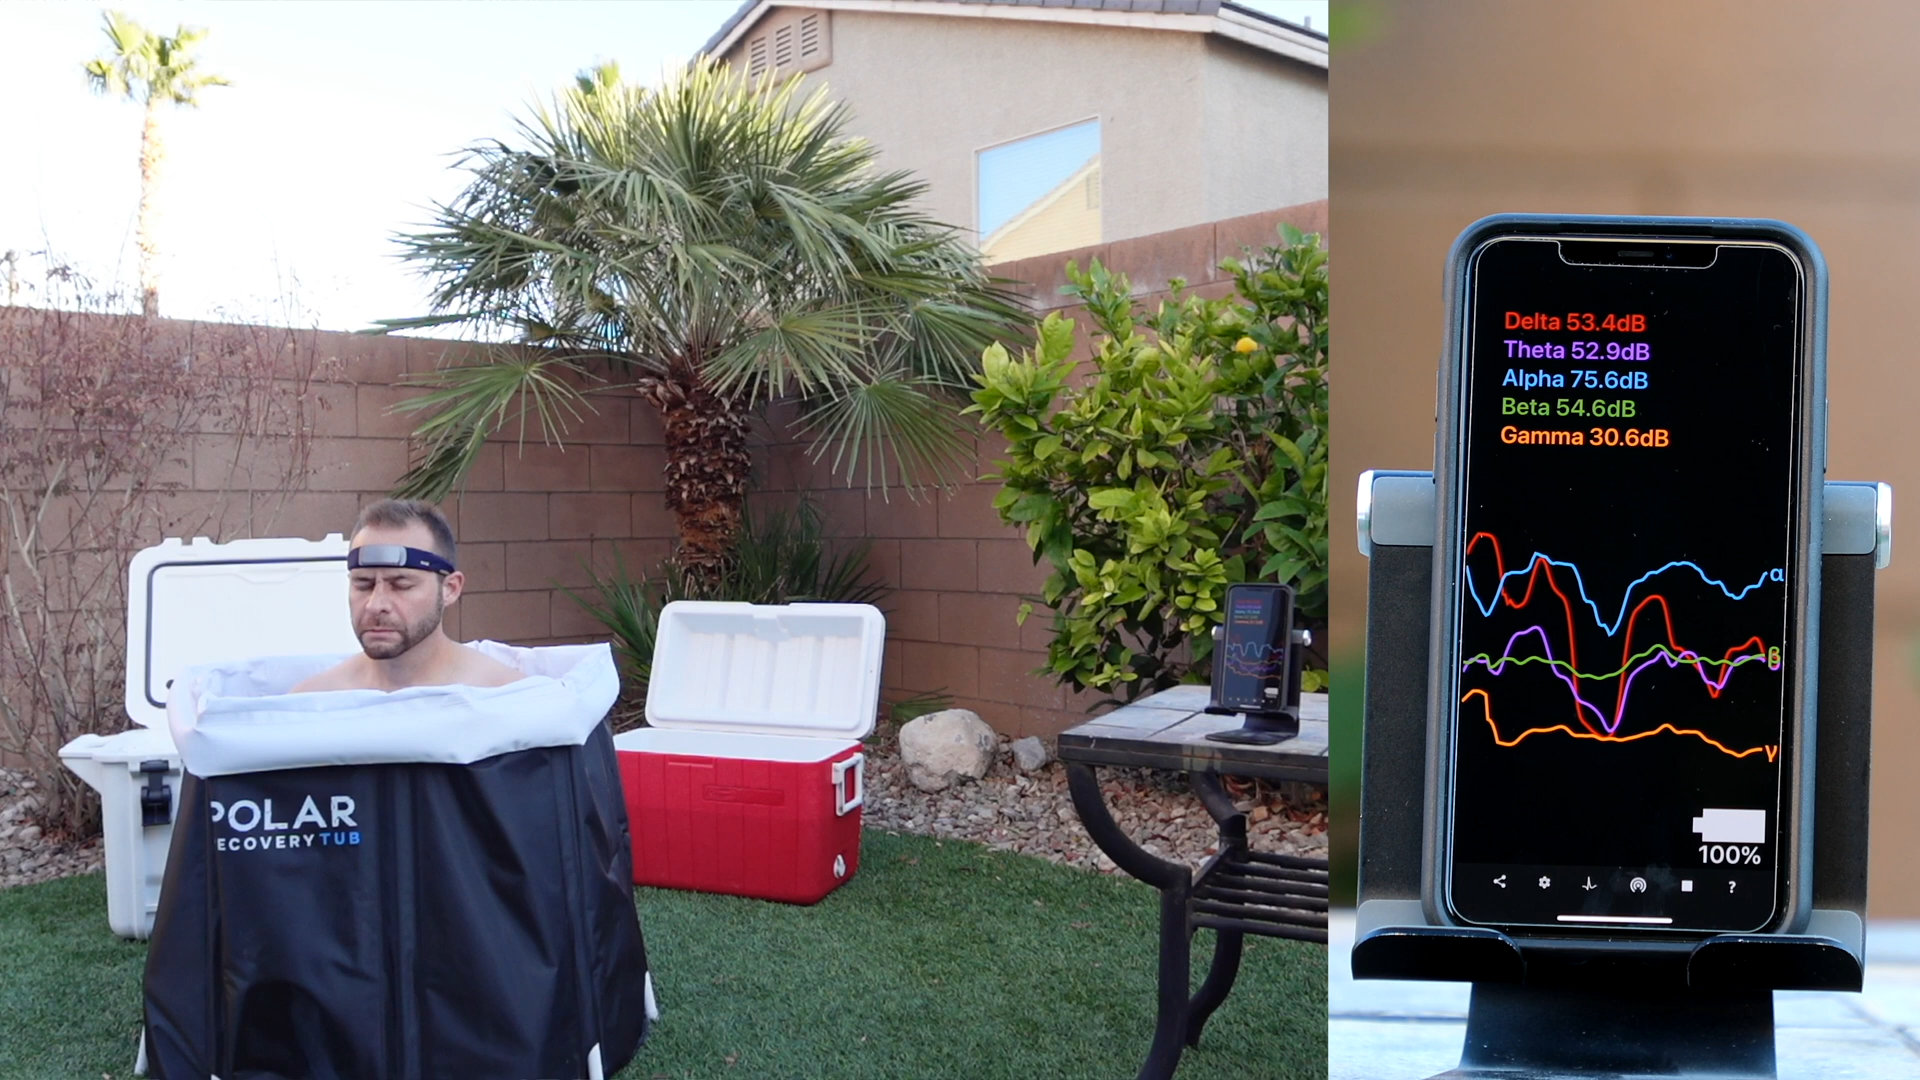 POLAR
ECOVERY TUB
Delta 53.4dB
Theta 52.9dB
Alpha 75.6dB
Beta 54.6dB
Gamma 30.6dB
α
β
γ
100%
?